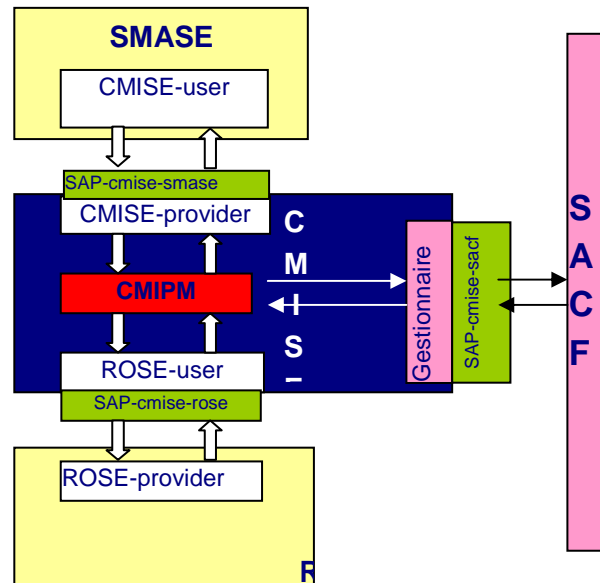 SMASE
CMISE-user
SAP-cmise-smase
CMISE-provider
C
M
I
S
CMIPM
ROSE-user
SAP-cmise-rose
ROSE-provider
R
Gestionnaire
SAP-cmise-sacf
S
A
C
F